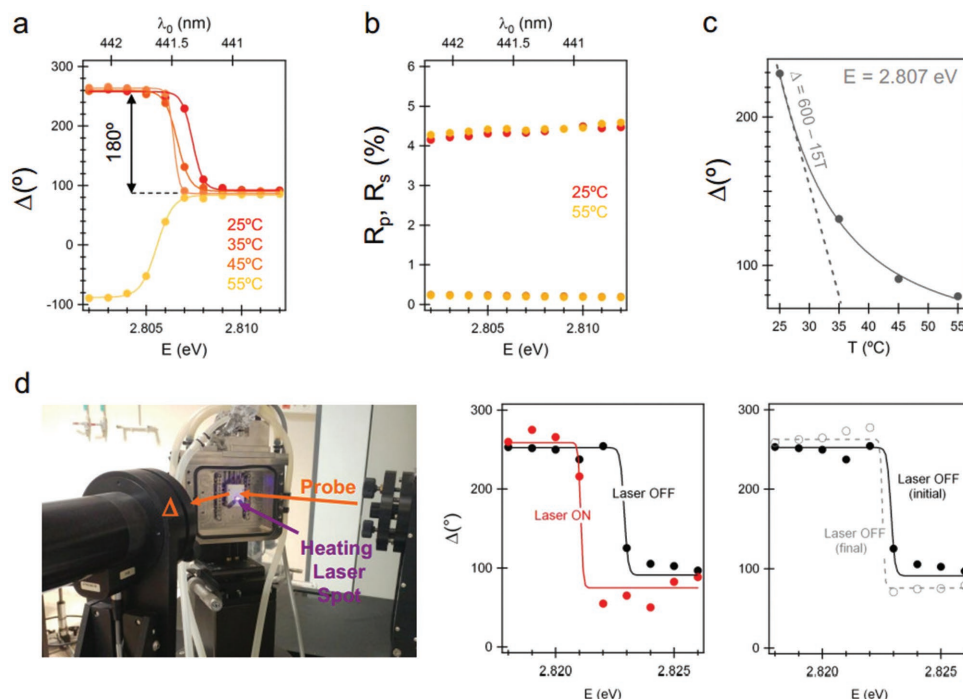 a
λ₀ (nm)
442
441.5
441
300
200
100
0
-100
Δ(º)
180º
25ºC
35ºC
45ºC
55ºC
2.805
2.810
E (eV)
b
λ₀ (nm)
442
441.5
441
6
5
4
3
2
1
0
Rₚ, Rₛ (%)
25ºC
55ºC
2.805
2.810
E (eV)
c
E = 2.807 eV
Δ = 600 – 15T
200
100
Δ(º)
25
30
35
40
45
50
55
T (ºC)
d
Δ
Probe
Heating
Laser
Spot
300
200
100
0
Δ(°)
Laser OFF
Laser ON
2.820
2.825
E (eV)
300
200
100
0
Laser OFF
(initial)
Laser OFF
(final)
2.820
2.825
E (eV)